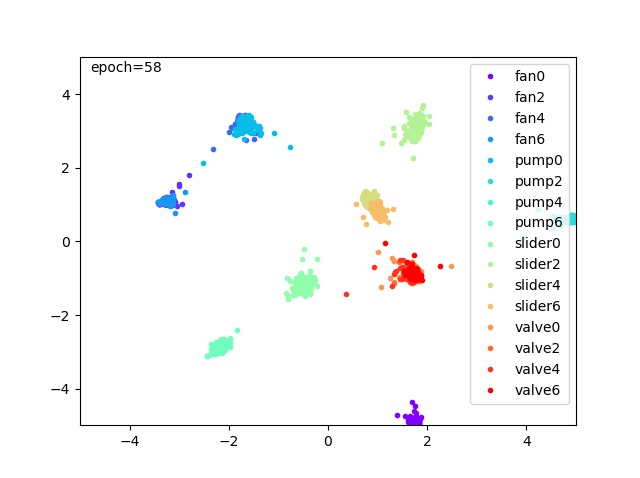 epoch=58
4
2
0
−2
−4
−4
−2
0
2
4
fan0
fan2
fan4
fan6
pump0
pump2
pump4
pump6
slider0
slider2
slider4
slider6
valve0
valve2
valve4
valve6